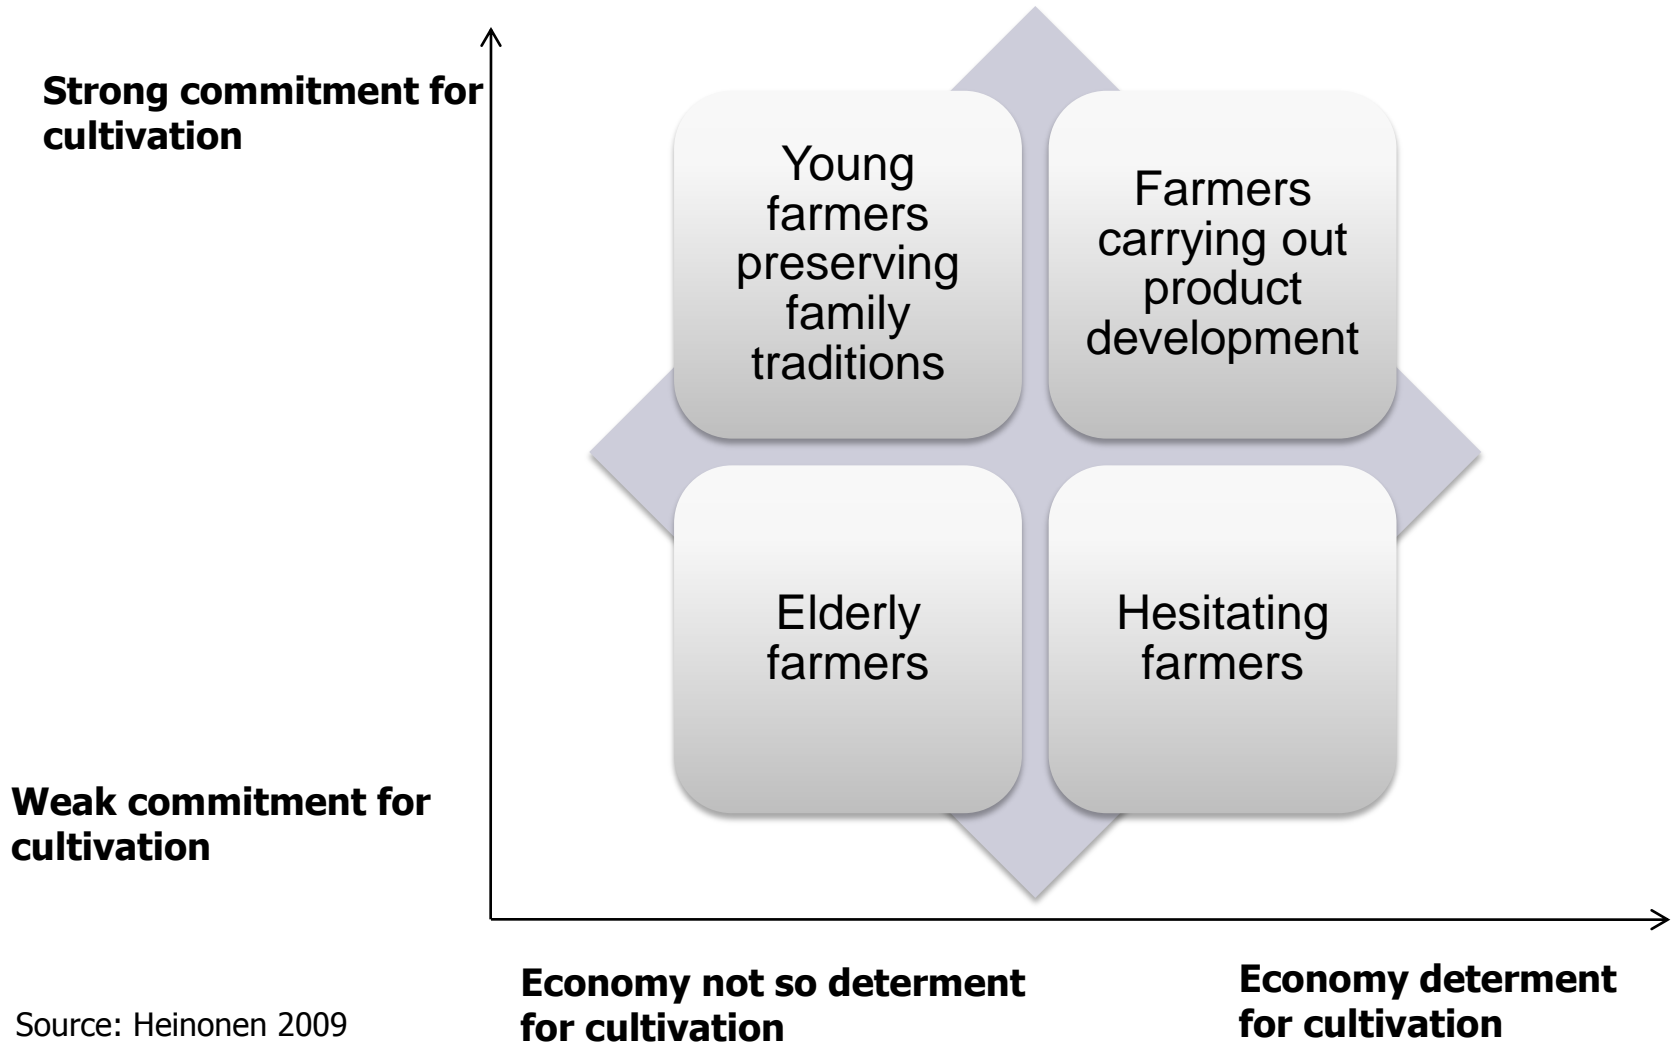 Strong commitment for
cultivation
Young
farmers
preserving
family
traditions
Farmers
carrying out
product
development
Elderly
farmers
Hesitating
farmers
Weak commitment for
cultivation
Economy not so determent
for cultivation
Economy determent
for cultivation
Source: Heinonen 2009